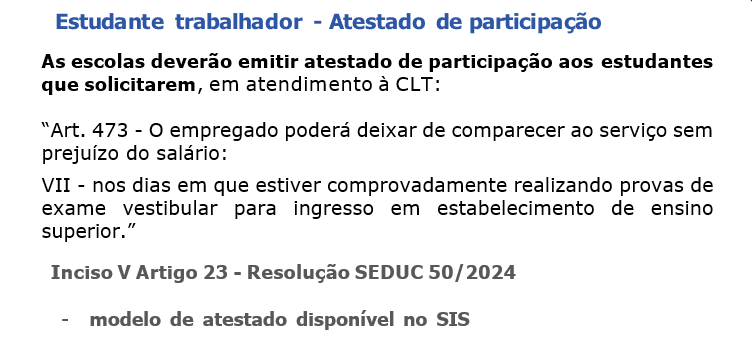 Estudante trabalhador - Atestado de participação
As escolas deverão emitir atestado de participação aos estudantes
que solicitarem, em atendimento à CLT:
“Art. 473 - O empregado poderá deixar de comparecer ao serviço sem
prejuízo do salário:
VII - nos dias em que estiver comprovadamente realizando provas de
exame vestibular para ingresso em estabelecimento de ensino
superior.”
Inciso V Artigo 23 - Resolução SEDUC 50/2024
- modelo de atestado disponível no SIS